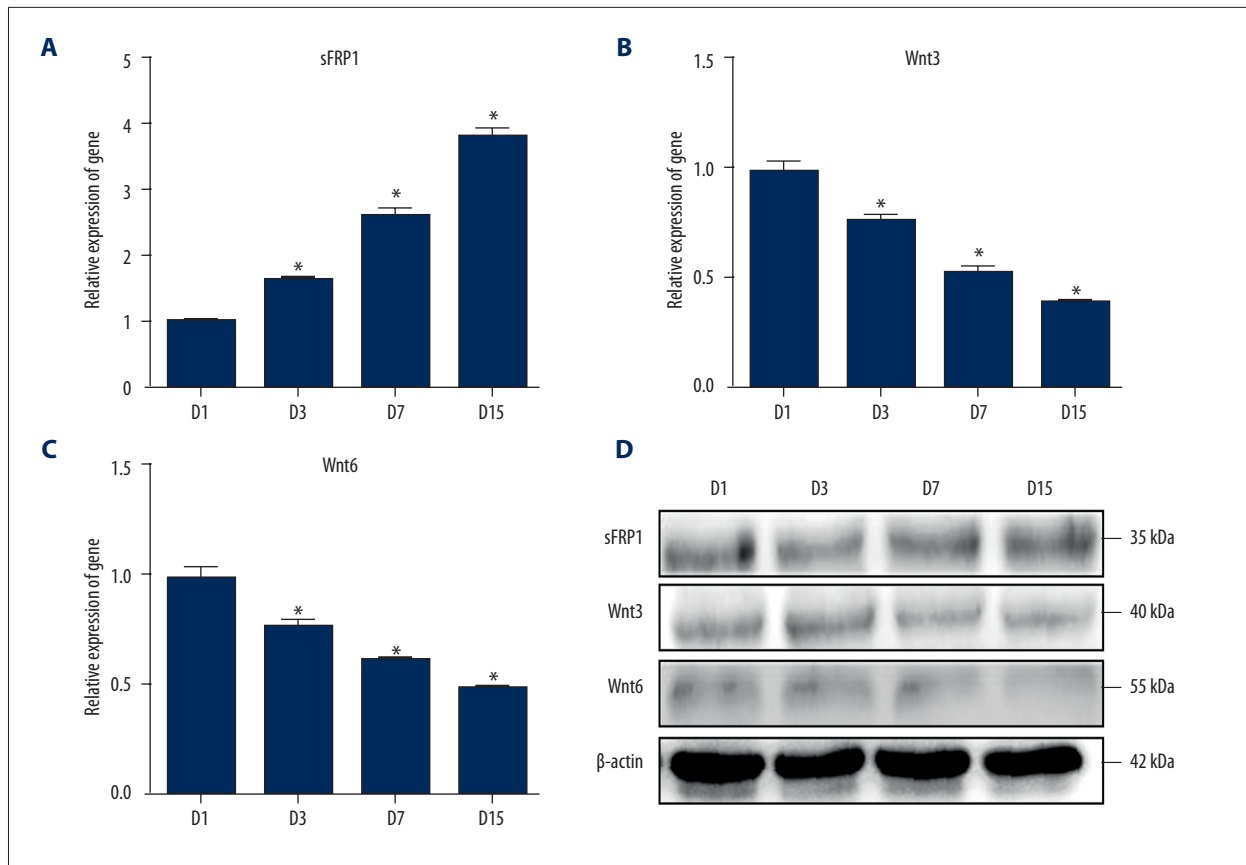 A
sFRP1
Relative expression of gene
5
4
3
2
1
0
*
*
*
D1 D3 D7 D15
B
Wnt3
Relative expression of gene
1.5
1.0
0.5
0.0
*
*
*
D1 D3 D7 D15
C
Wnt6
Relative expression of gene
1.5
1.0
0.5
0.0
*
*
*
D1 D3 D7 D15
D
D1 D3 D7 D15
sFRP1 35 kDa
Wnt3 40 kDa
Wnt6 55 kDa
β-actin 42 kDa